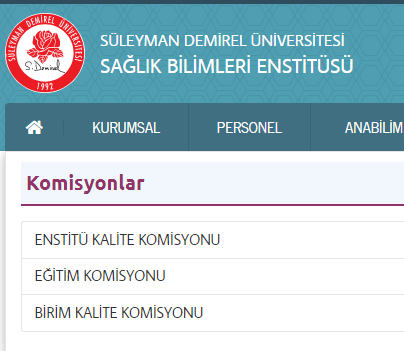 SÜLEYMAN DEMİREL ÜNİVERSİTESİ
S. Demirel
1992
SÜLEYMAN DEMİREL ÜNİVERSİTESİ
SAĞLIK BİLİMLERİ ENSTİTÜSÜ
KURUMSAL PERSONEL ANABİLİM
Komisyonlar
ENSTİTÜ KALİTE KOMİSYONU
EĞİTİM KOMİSYONU
BİRİM KALİTE KOMİSYONU